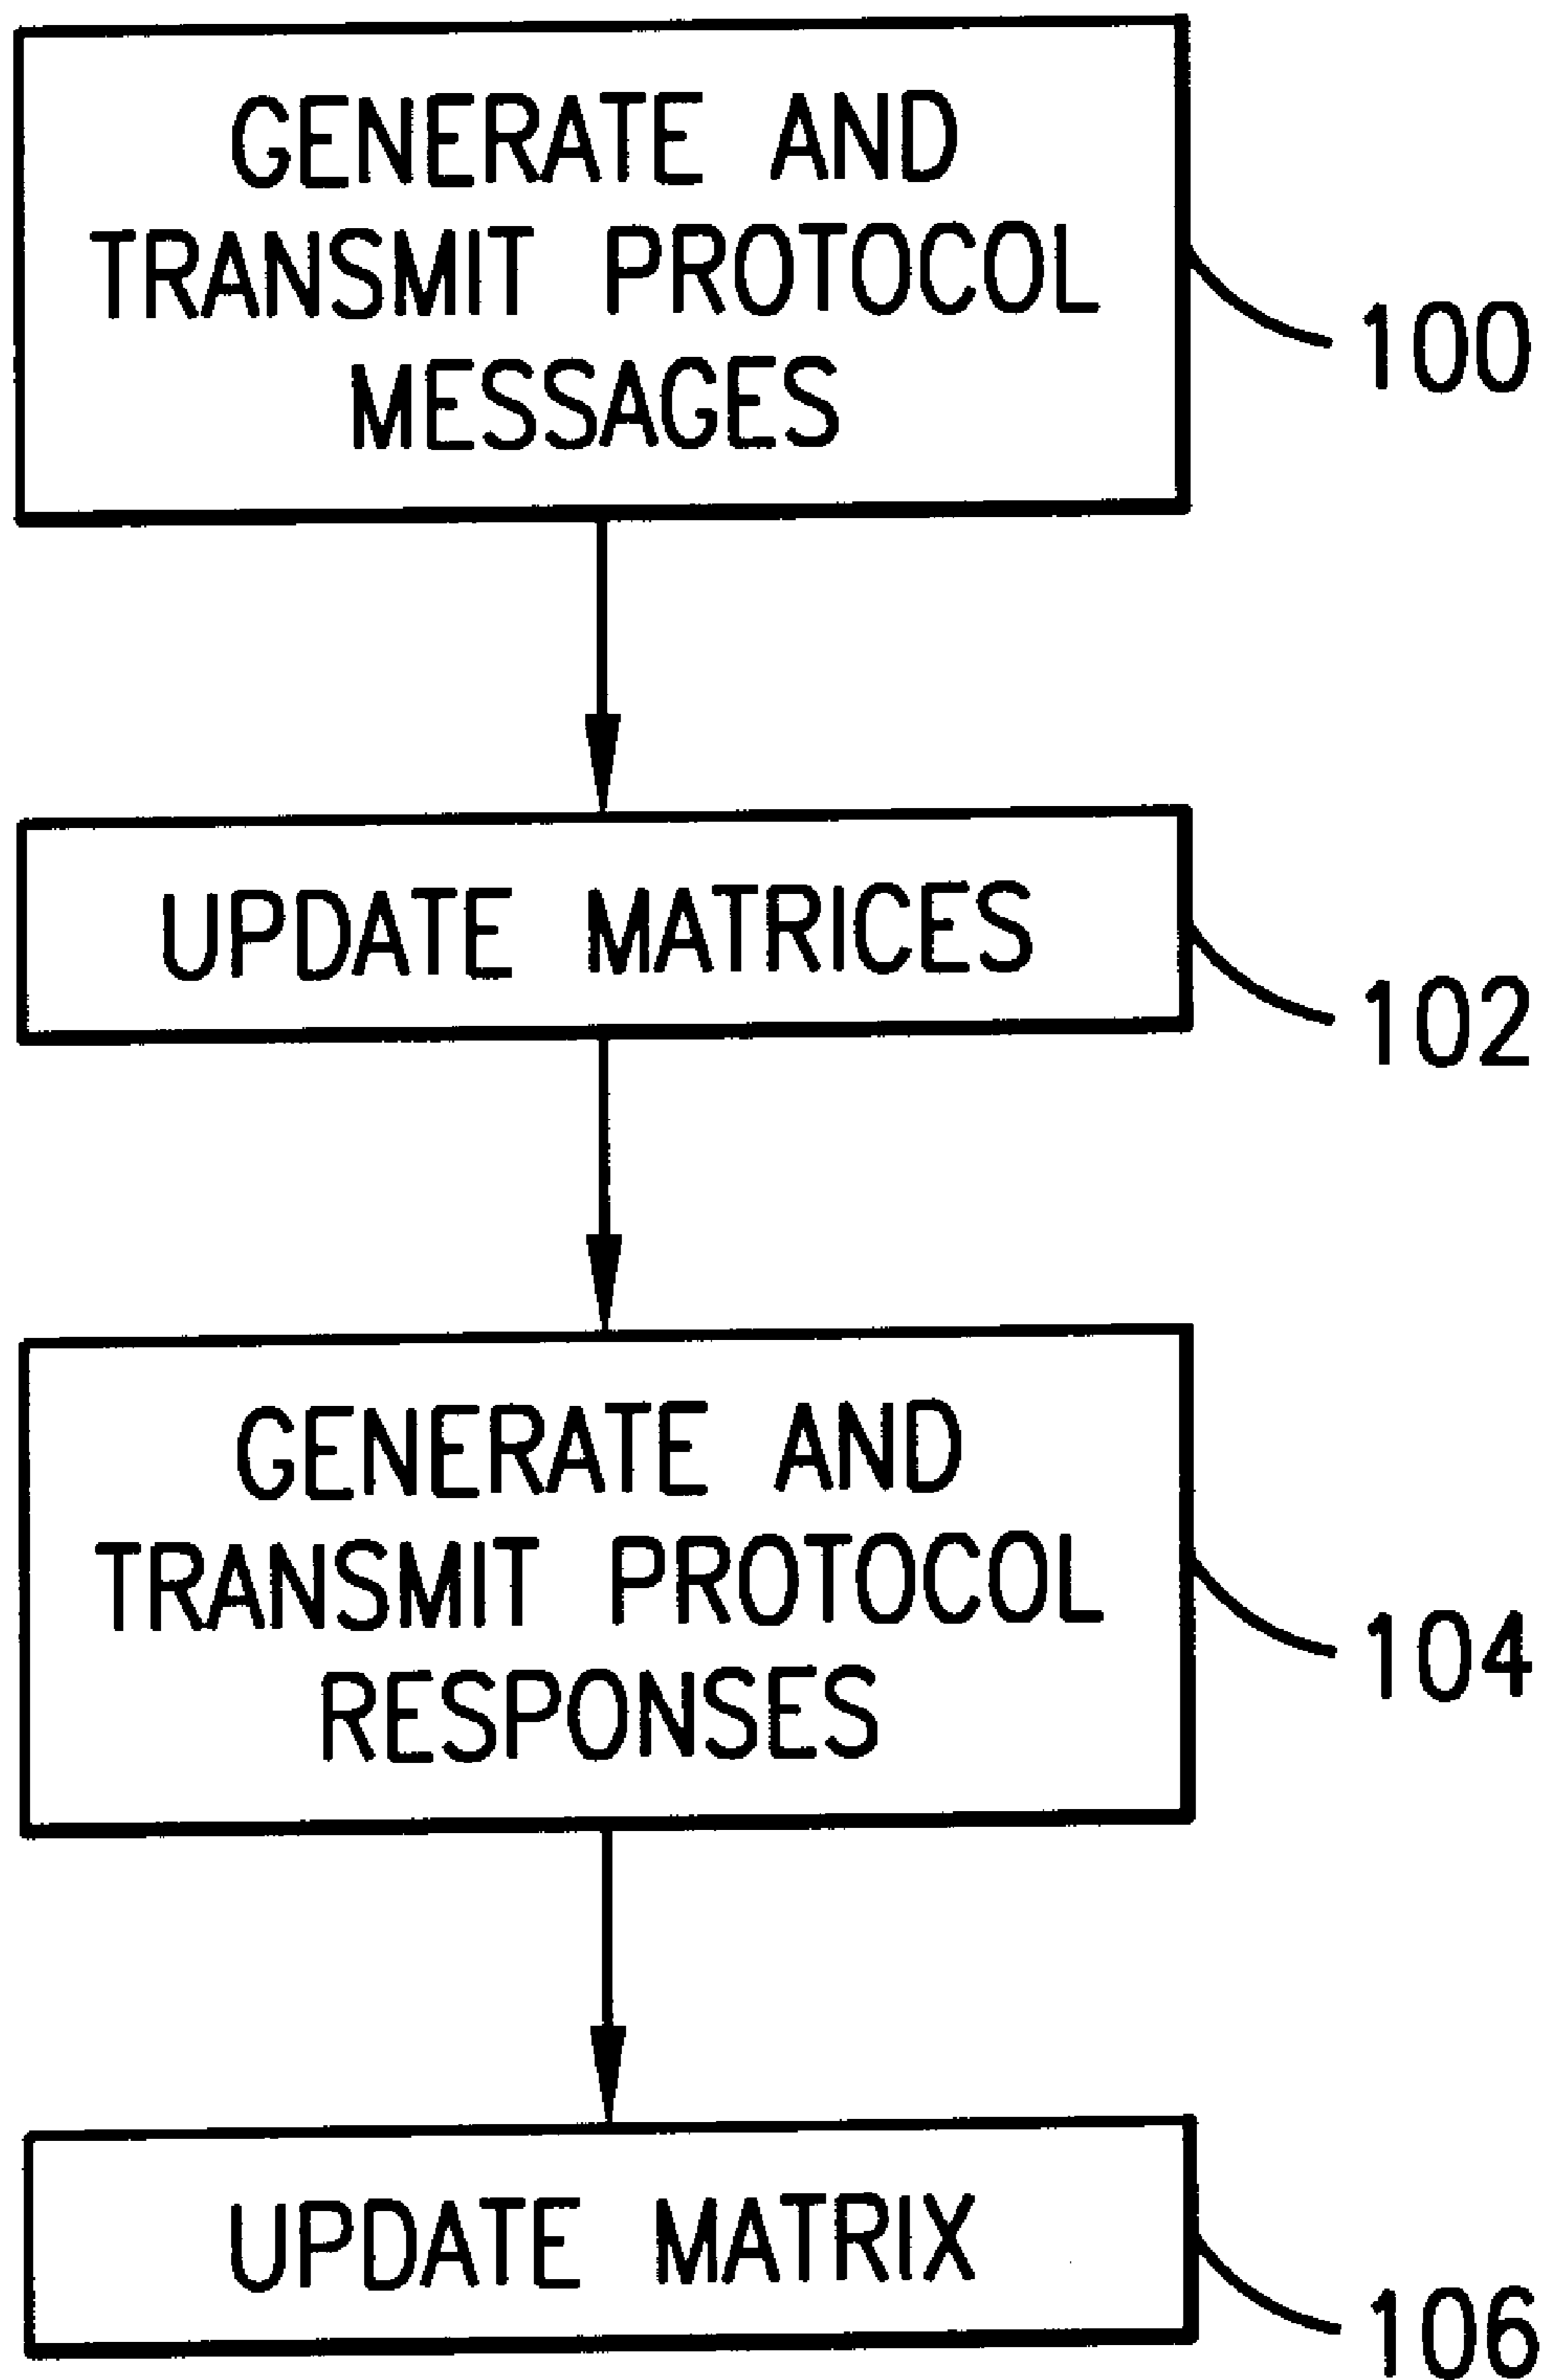 GENERATE AND
TRANSMIT PROTOCOL
MESSAGES
100
UPDATE MATRICES
102
GENERATE AND
TRANSMIT PROTOCOL
RESPONSES
104
UPDATE MATRIX
106